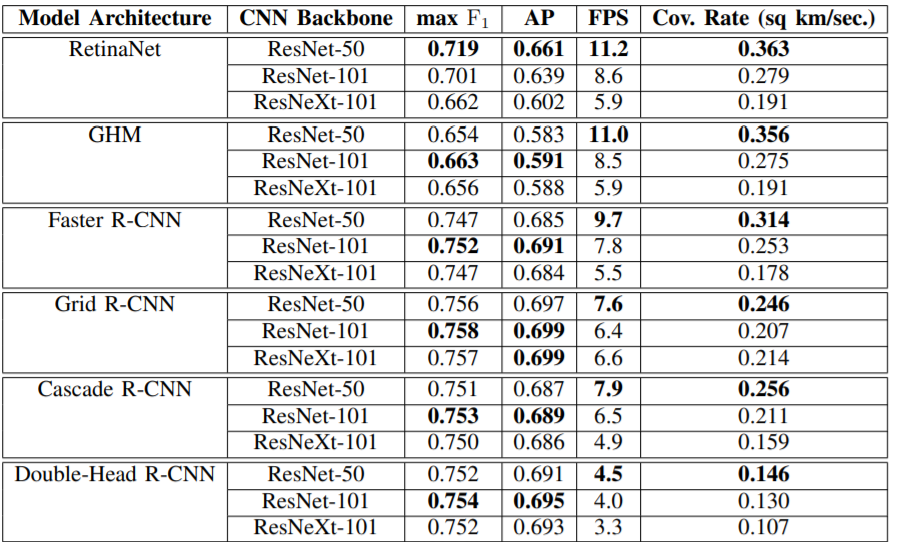 Model Architecture CNN Backbone max F₁ AP FPS Cov. Rate (sq km/sec.)
RetinaNet ResNet-50 0.719 0.661 11.2 0.363
ResNet-101 0.701 0.639 8.6 0.279
ResNeXt-101 0.662 0.602 5.9 0.191
GHM ResNet-50 0.654 0.583 11.0 0.356
ResNet-101 0.663 0.591 8.5 0.275
ResNeXt-101 0.656 0.588 5.9 0.191
Faster R-CNN ResNet-50 0.747 0.685 9.7 0.314
ResNet-101 0.752 0.691 7.8 0.253
ResNeXt-101 0.747 0.684 5.5 0.178
Grid R-CNN ResNet-50 0.756 0.697 7.6 0.246
ResNet-101 0.758 0.699 6.4 0.207
ResNeXt-101 0.757 0.699 6.6 0.214
Cascade R-CNN ResNet-50 0.751 0.687 7.9 0.256
ResNet-101 0.753 0.689 6.5 0.211
ResNeXt-101 0.750 0.686 4.9 0.159
Double-Head R-CNN ResNet-50 0.752 0.691 4.5 0.146
ResNet-101 0.754 0.695 4.0 0.130
ResNeXt-101 0.752 0.693 3.3 0.107